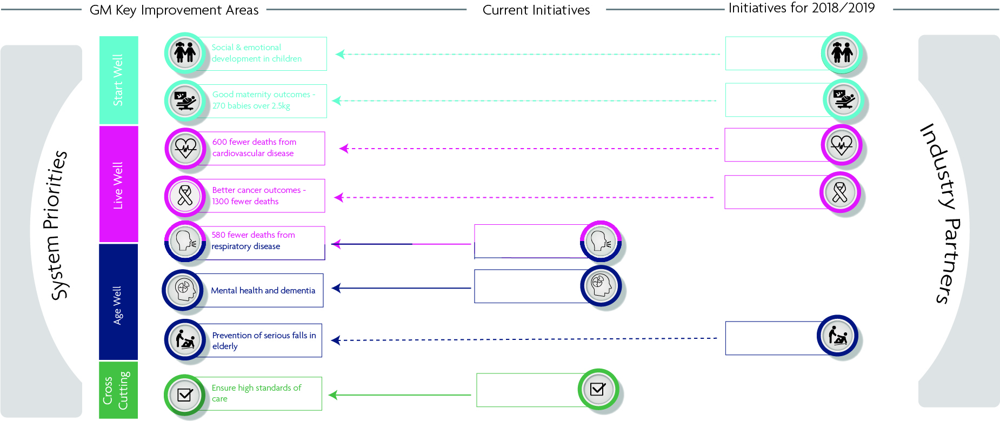 GM Key Improvement Areas
Current Initiatives
Initiatives for 2018/2019
System Priorities
Start Well
Social & emotional
development in children
Good maternity outcomes -
270 babies over 2.5kg
Live Well
600 fewer deaths from
cardiovascular disease
Better cancer outcomes -
1300 fewer deaths
580 fewer deaths from
respiratory disease
Age Well
Mental health and dementia
Prevention of serious falls in
elderly
Cross
Cutting
Ensure high standards of
care
Industry Partners